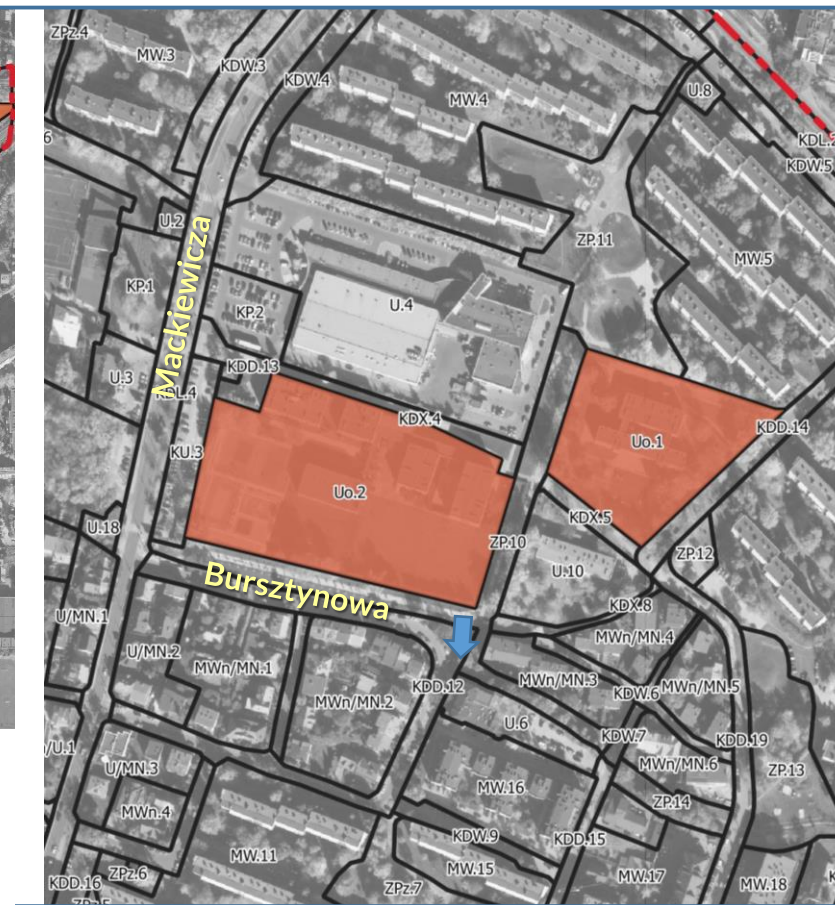 ZPz.4
MW.3
KDW.3
KDW.4
MW.4
U.8
KDL.2
KDW.5
6
U.2
ZP.11
MW.5
KP.1
Mackiewicza
KP.2
U.4
KDD.13
U.3
KDL.4
KDX.4
KDD.14
Uo.1
KU.3
Uo.2
KDX.5
U.18
ZP.10
ZP.12
U.10
Bursztynowa
KDX.8
U/MN.1
MWn/MN.4
U/MN.2
MWn/MN.1
KDD.12
MWn/MN.3
KDW.6
MWn/MN.5
MWn/MN.2
U.6
KDW.7
KDD.19
/U.1
U/MN.3
MWn/MN.6
ZP.13
MW.16
ZP.14
MWn.4
KDW.9
KDD.15
MW.11
MW.15
MW.17
ZPz.6
KDD.16
ZPz.7
MW.18